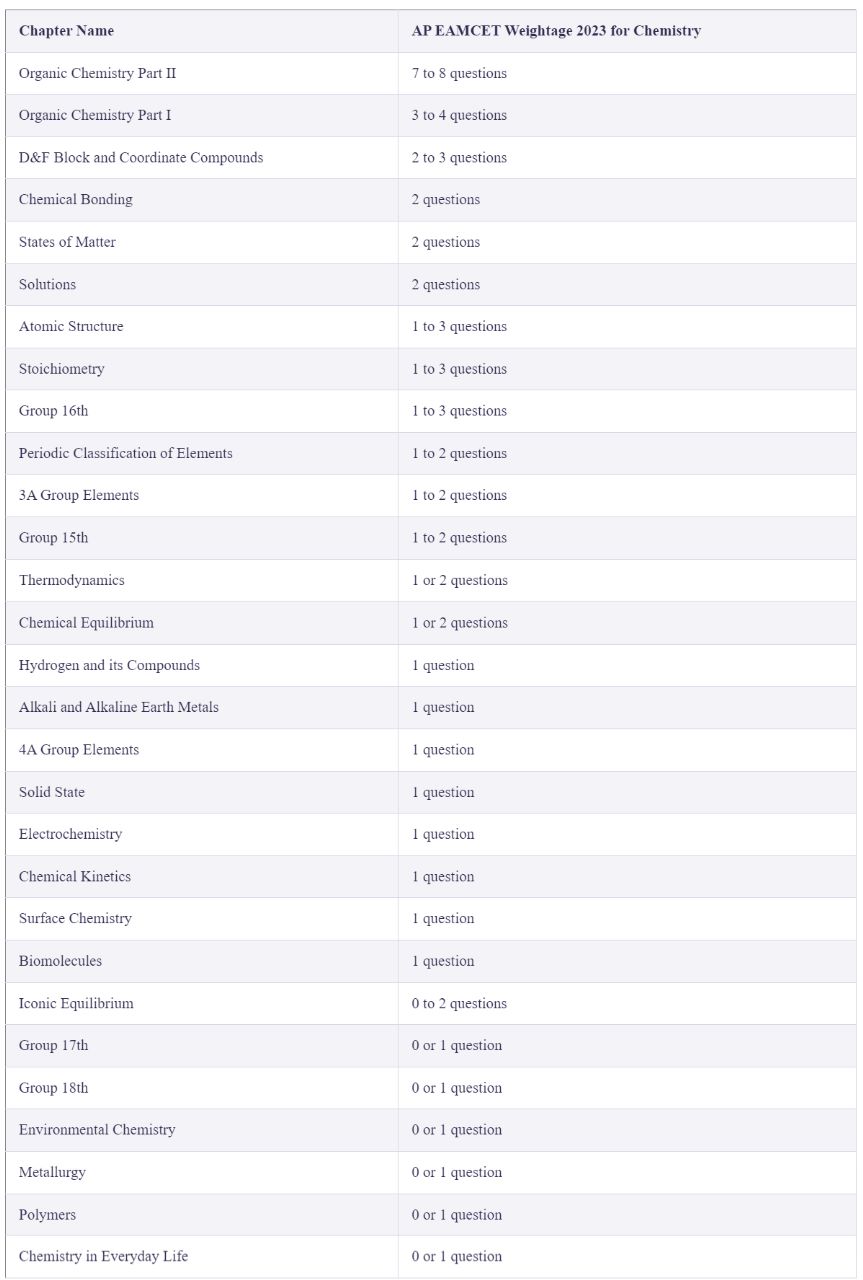 Chapter Name AP EAMCET Weightage 2023 for Chemistry
Organic Chemistry Part II 7 to 8 questions
Organic Chemistry Part I 3 to 4 questions
D&F Block and Coordinate Compounds 2 to 3 questions
Chemical Bonding 2 questions
States of Matter 2 questions
Solutions 2 questions
Atomic Structure 1 to 3 questions
Stoichiometry 1 to 3 questions
Group 16th 1 to 3 questions
Periodic Classification of Elements 1 to 2 questions
3A Group Elements 1 to 2 questions
Group 15th 1 to 2 questions
Thermodynamics 1 or 2 questions
Chemical Equilibrium 1 or 2 questions
Hydrogen and its Compounds 1 question
Alkali and Alkaline Earth Metals 1 question
4A Group Elements 1 question
Solid State 1 question
Electrochemistry 1 question
Chemical Kinetics 1 question
Surface Chemistry 1 question
Biomolecules 1 question
Iconic Equilibrium 0 to 2 questions
Group 17th 0 or 1 question
Group 18th 0 or 1 question
Environmental Chemistry 0 or 1 question
Metallurgy 0 or 1 question
Polymers 0 or 1 question
Chemistry in Everyday Life 0 or 1 question